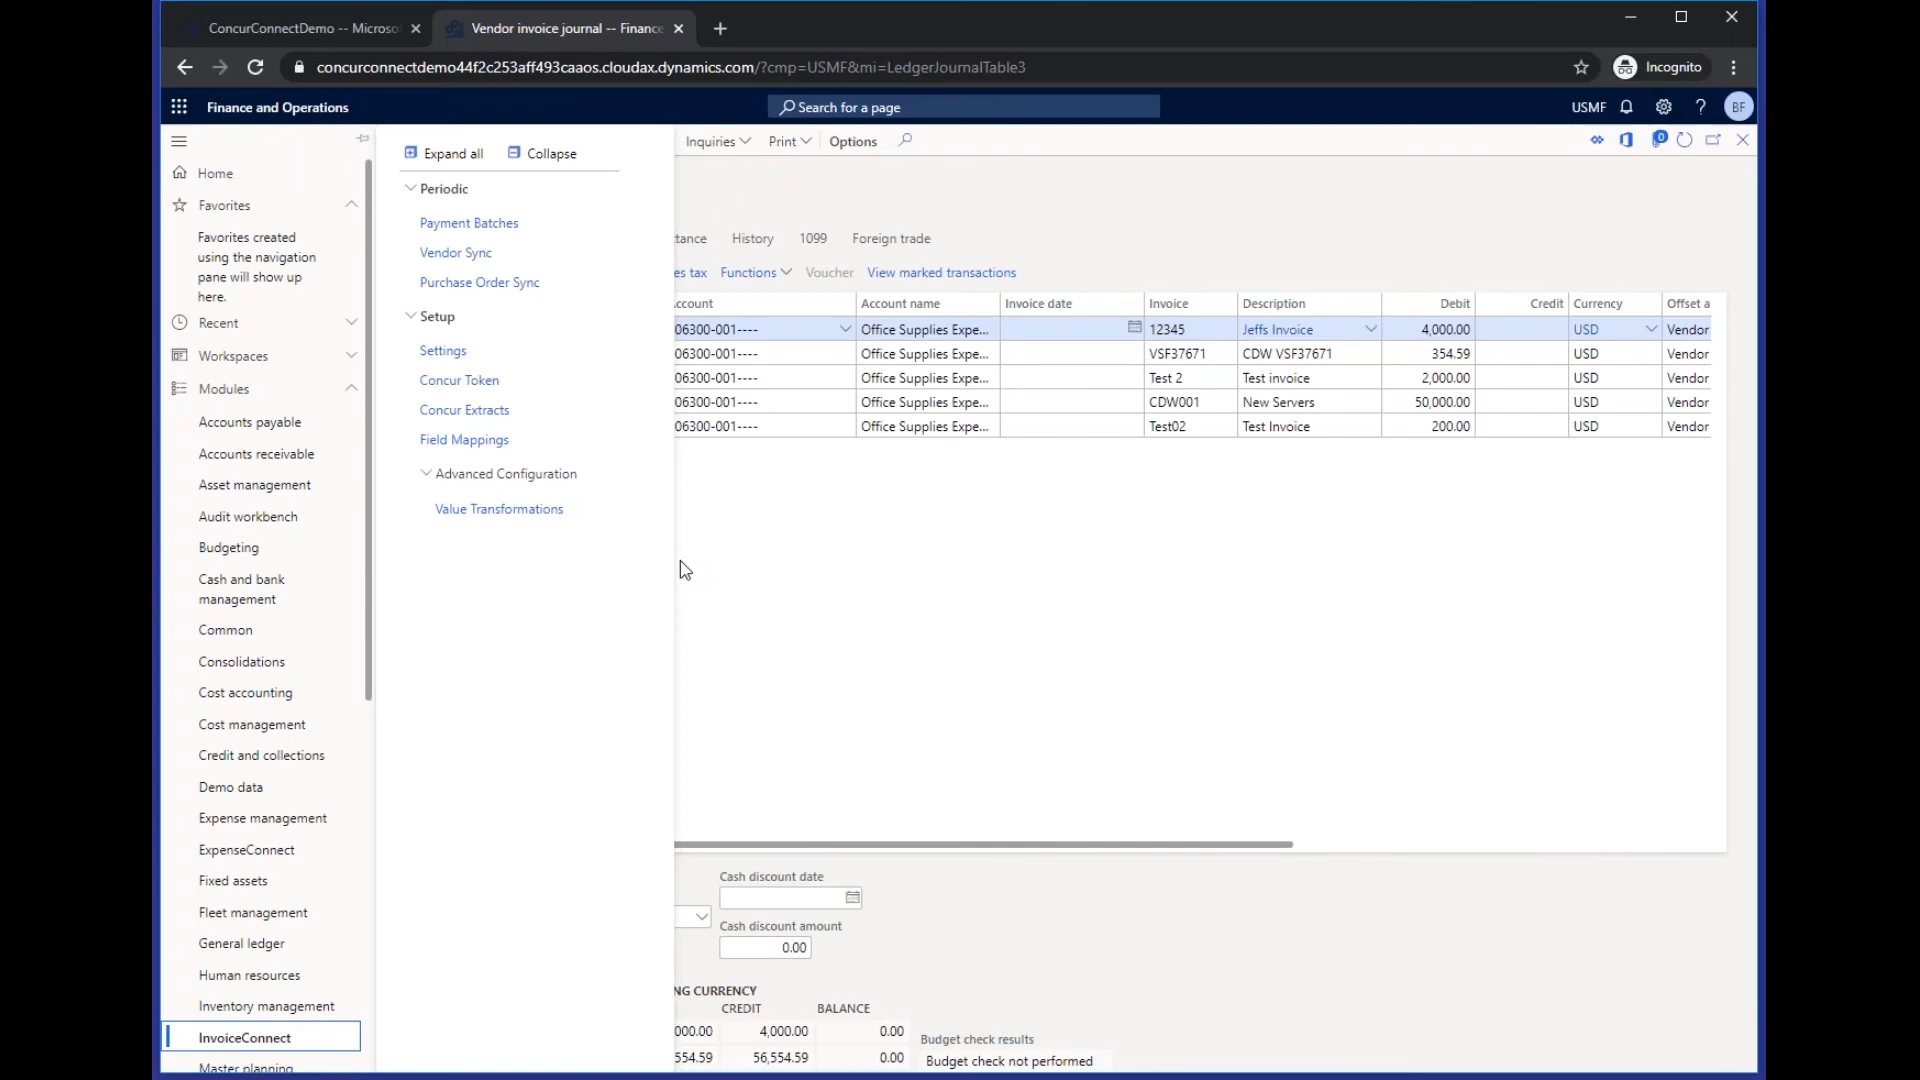 ConcurConnectDemo -- Microso
Vendor invoice journal -- Finance
concurconnectdemo44f2c253aff493caaos.cloudax.dynamics.com/?cmp=USMF&mi=LedgerJournalTable3
Incognito
Finance and Operations
Search for a page
USMF
BF
Expand all
Collapse
Inquiries
Print
Options
0
Home
Favorites
Favorites created
using the navigation
pane will show up
here.
Recent
Workspaces
Modules
Accounts payable
Accounts receivable
Asset management
Audit workbench
Budgeting
Cash and bank
management
Common
Consolidations
Cost accounting
Cost management
Credit and collections
Demo data
Expense management
ExpenseConnect
Fixed assets
Fleet management
General ledger
Human resources
Inventory management
InvoiceConnect
Master planning
Periodic
Payment Batches
Vendor Sync
Purchase Order Sync
Setup
Settings
Concur Token
Concur Extracts
Field Mappings
Advanced Configuration
Value Transformations
tance History 1099 Foreign trade
es tax Functions Voucher View marked transactions
ccount Account name Invoice date Invoice Description Debit Credit Currency Offset a
06300-001---- Office Supplies Expe... 12345 Jeffs Invoice 4,000.00 USD Vendor
06300-001---- Office Supplies Expe... VSF37671 CDW VSF37671 354.59 USD Vendor
06300-001---- Office Supplies Expe... Test 2 Test invoice 2,000.00 USD Vendor
06300-001---- Office Supplies Expe... CDW001 New Servers 50,000.00 USD Vendor
06300-001---- Office Supplies Expe... Test02 Test Invoice 200.00 USD Vendor
Cash discount date
Cash discount amount
0.00
NG CURRENCY
CREDIT BALANCE
000.00 4,000.00 0.00
554.59 56,554.59 0.00
Budget check results
Budget check not performed